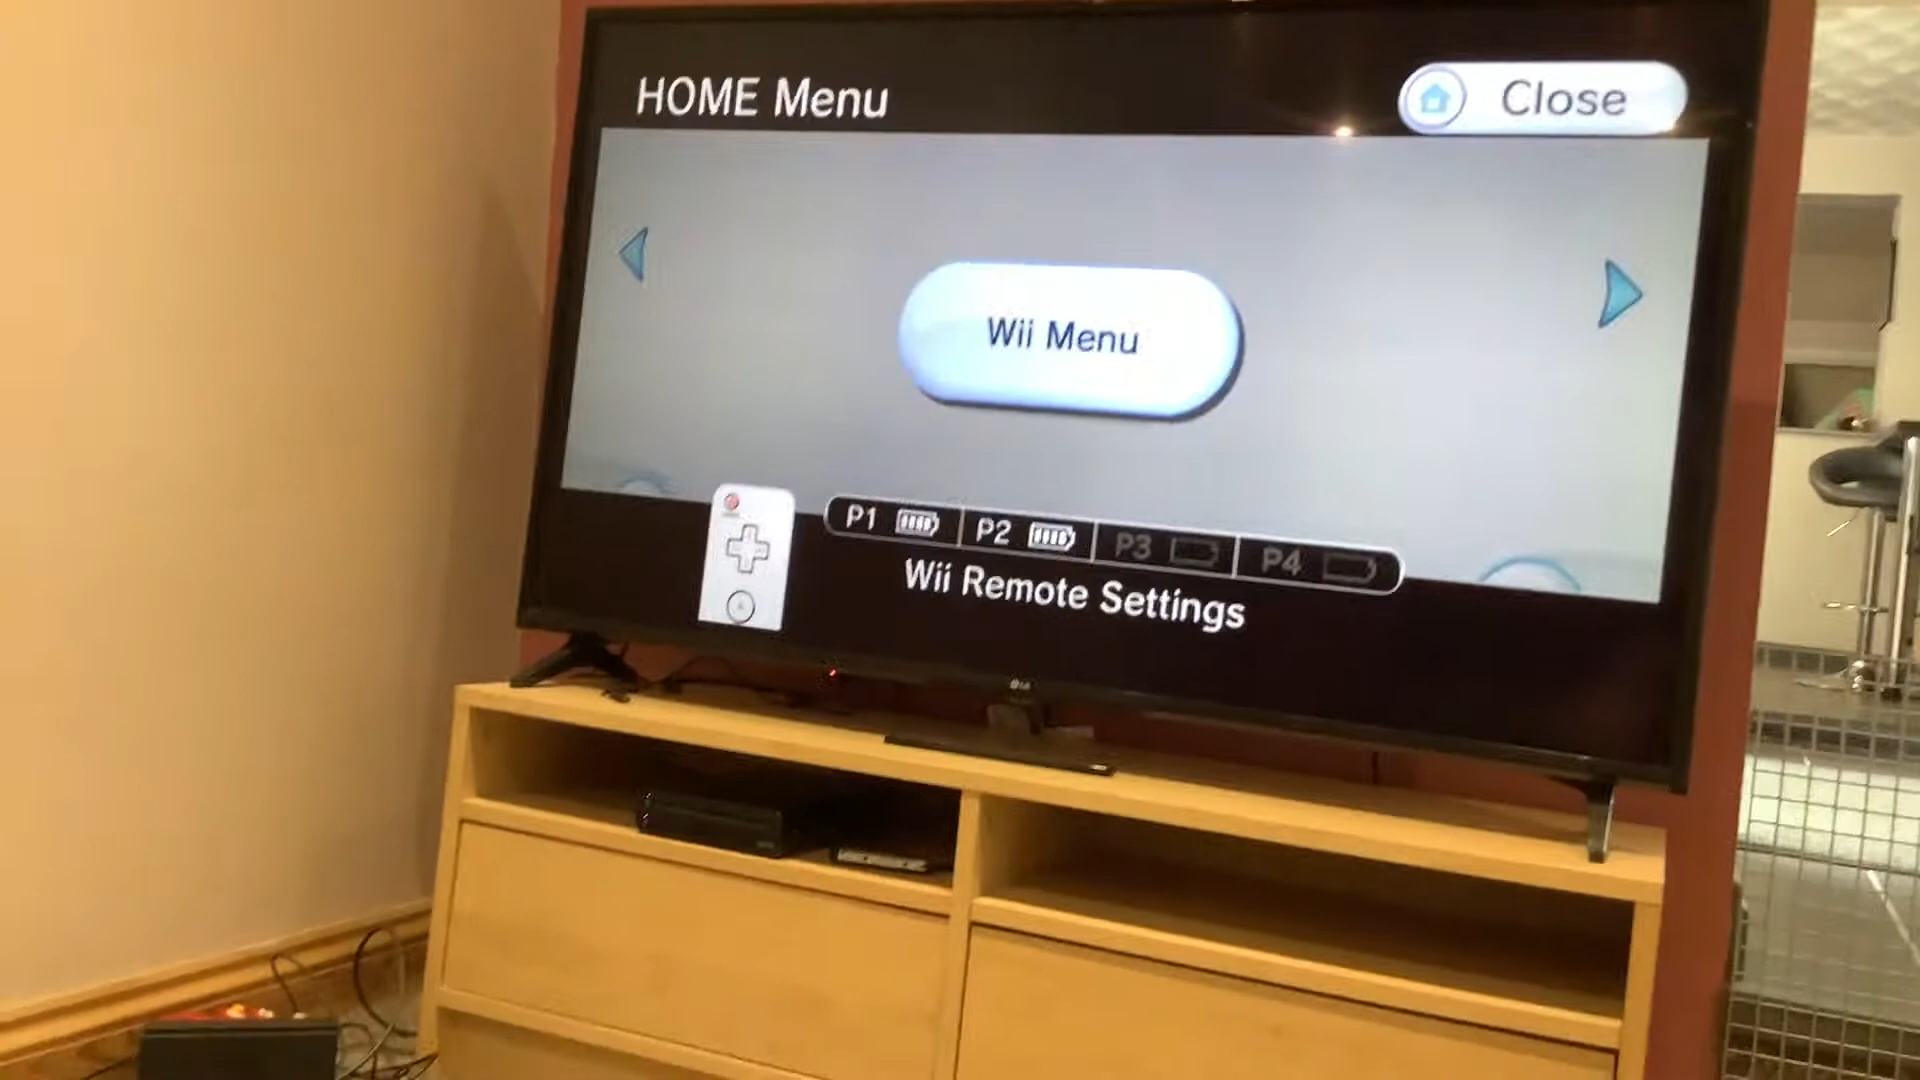 HOME Menu
Close
Wii Menu
P1 P2 P3 P4
Wii Remote Settings
LG